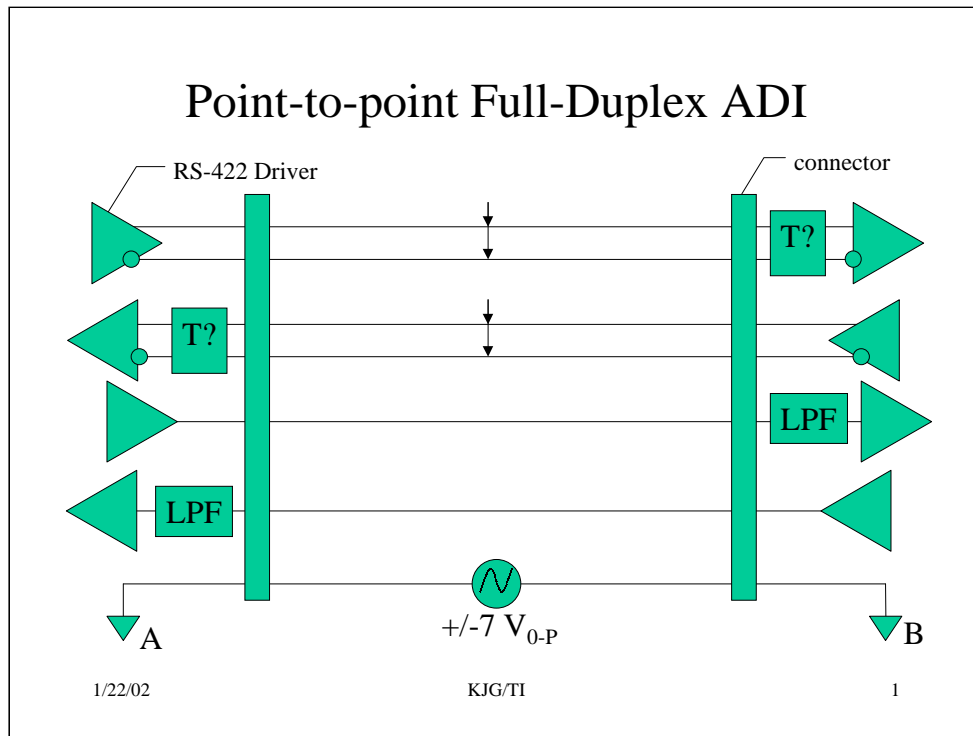 Point-to-point Full-Duplex ADI
RS-422 Driver
connector
T?
T?
LPF
LPF
+/-7 V0-P
A
B
1/22/02
KJG/TI
1